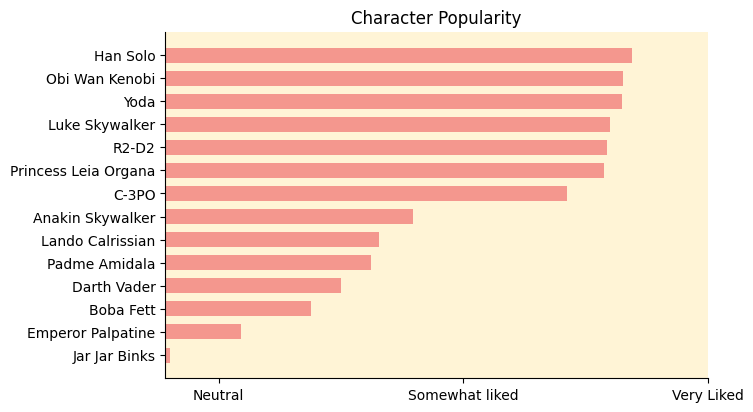 Character Popularity
Han Solo
Obi Wan Kenobi
Yoda
Luke Skywalker
R2-D2
Princess Leia Organa
C-3PO
Anakin Skywalker
Lando Calrissian
Padme Amidala
Darth Vader
Boba Fett
Emperor Palpatine
Jar Jar Binks
Neutral Somewhat liked Very Liked